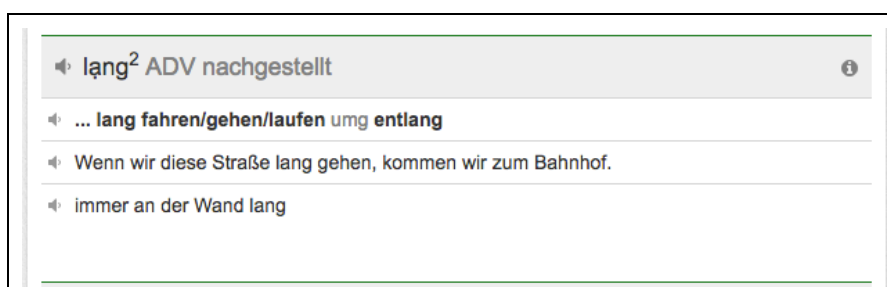 lạng² ADV nachgestellt
... lang fahren/gehen/laufen umg entlang
Wenn wir diese Straße lang gehen, kommen wir zum Bahnhof.
immer an der Wand lang